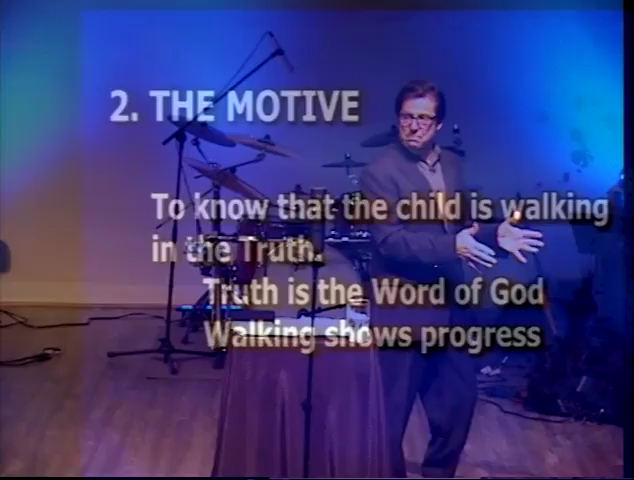 2. THE MOTIVE
To know that the child is walking
in the Truth.
Truth is the Word of God
Walking shows progress